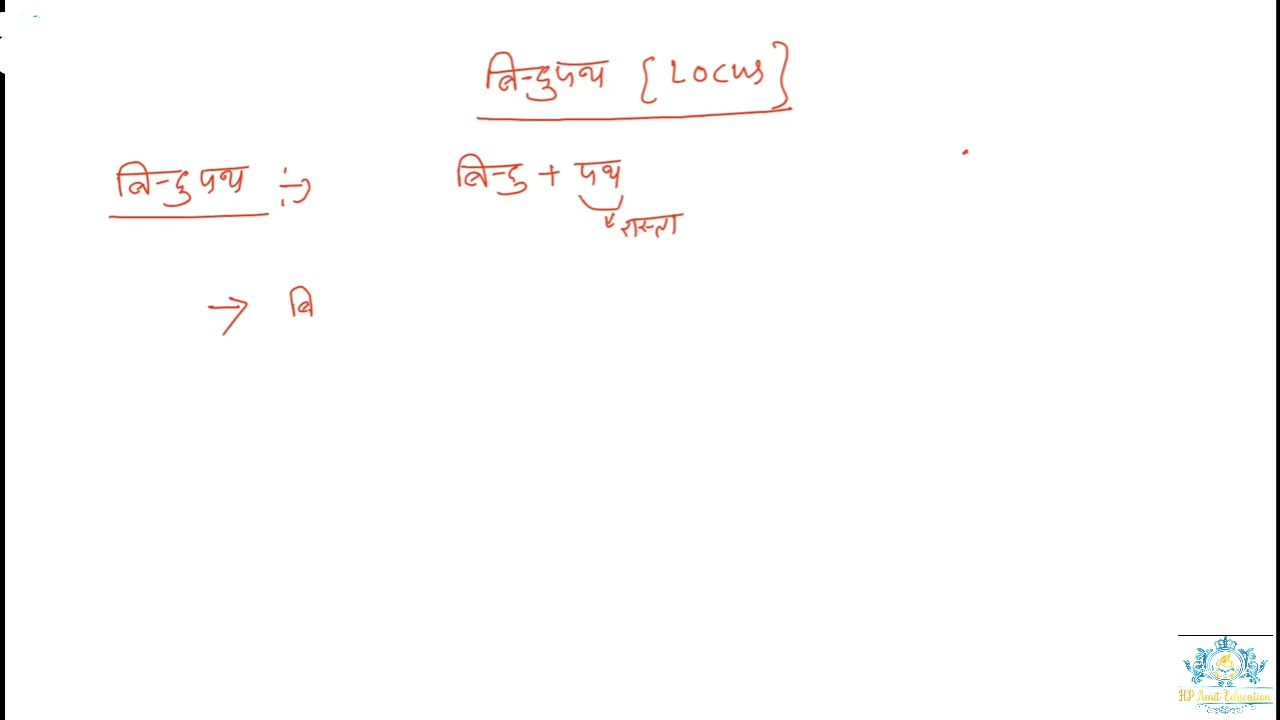 बिन्दुपथ {Locus}
बिन्दुपथ :→ बिन्दु + पथ
रास्ता
→ बि
HP Amit Education